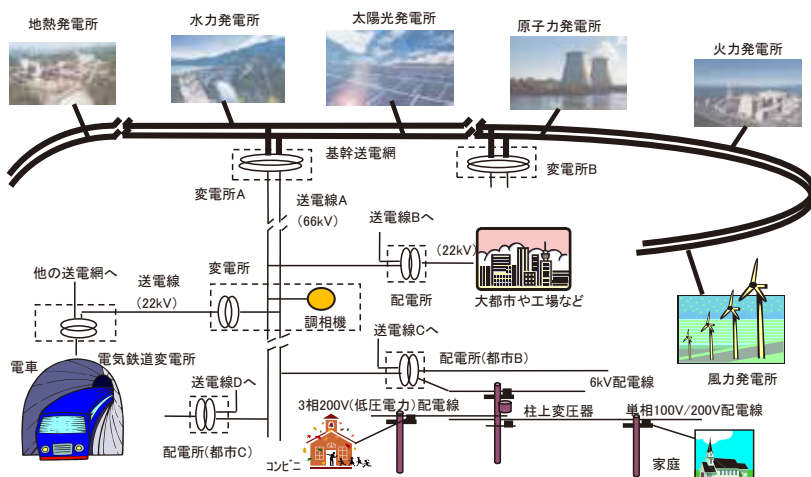 地熱発電所
水力発電所
太陽光発電所
原子力発電所
火力発電所
基幹送電網
変電所A
変電所B
送電線A
(66kV)
送電線Bへ
(22kV)
他の送電網へ
送電線
(22kV)
変電所
調相機
配電所
大都市や工場など
電車
電気鉄道変電所
送電線Cへ
配電所(都市B)
6kV配電線
風力発電所
送電線Dへ
3相200V(低圧電力)配電線
柱上変圧器
単相100V/200V配電線
配電所(都市C)
コンビニ
家庭